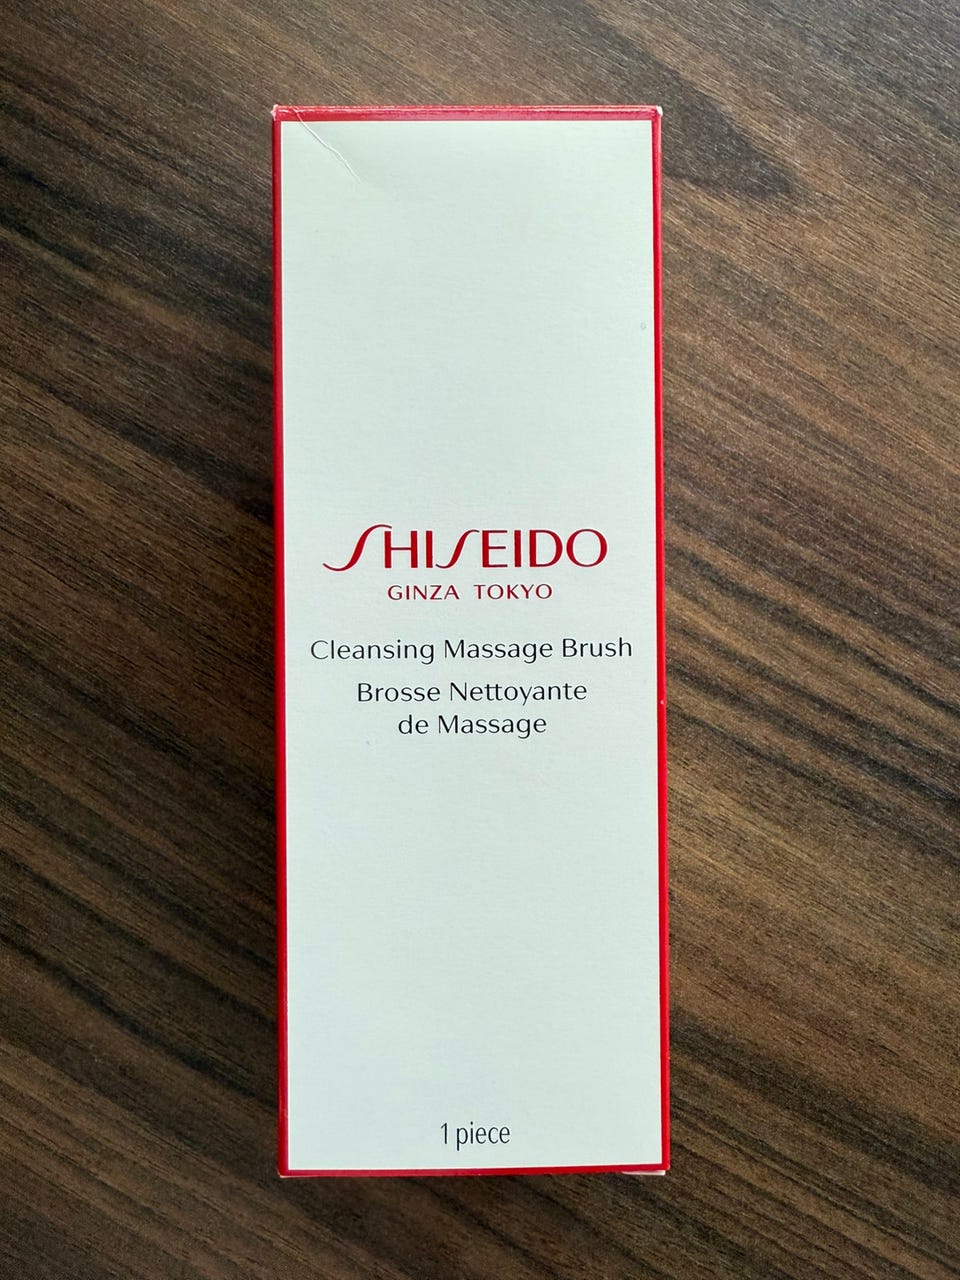 SHISEIDO
GINZA TOKYO
Cleansing Massage Brush
Brosse Nettoyante
de Massage
1 piece